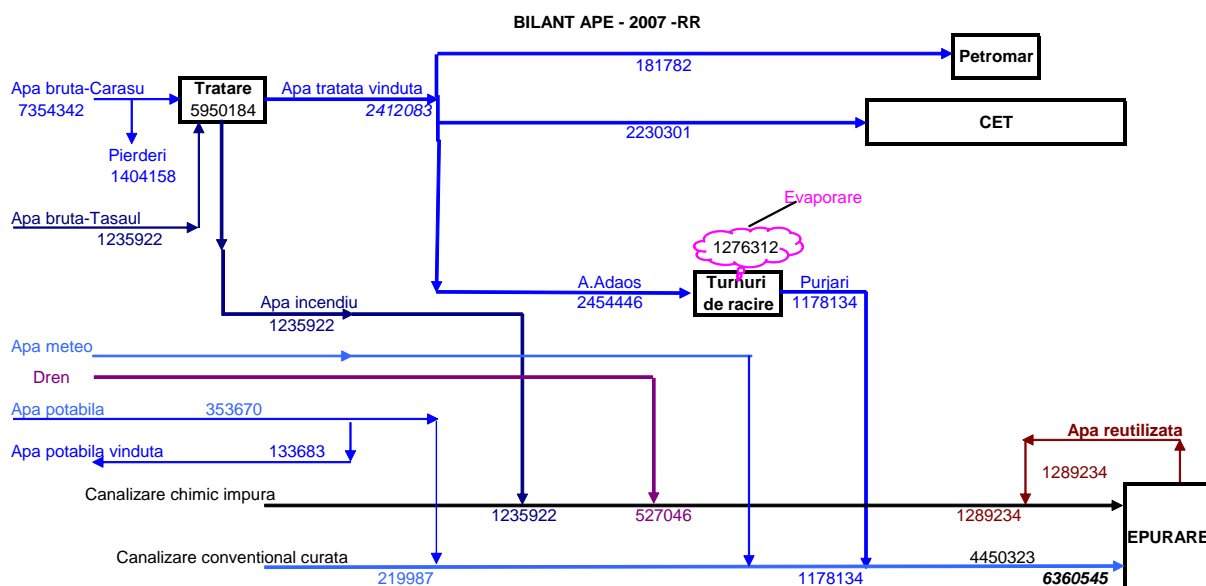 BILANT APE - 2007 -RR
Petromar
181782
Apa bruta-Carasu
7354342
Tratare
5950184
Apa tratata vinduta
2412083
CET
2230301
Pierderi
1404158
Apa bruta-Tasaul
1235922
Evaporare
1276312
A.Adaos
2454446
Turnuri
de racire
Purjari
1178134
Apa incendiu
1235922
Apa meteo
Dren
Apa potabila
353670
Apa potabila vinduta
133683
Apa reutilizata
1289234
Canalizare chimic impura
1235922
527046
1289234
EPURARE
Canalizare conventional curata
4450323
219987
1178134
6360545